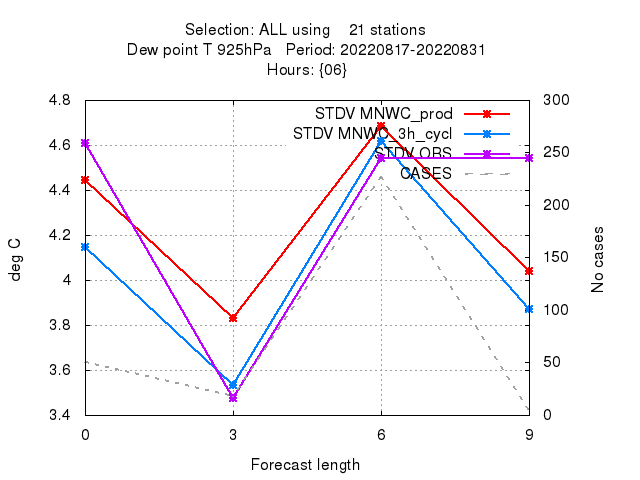 Selection: ALL using 21 stations
Dew point T 925hPa Period: 20220817-20220831
Hours: {06}
4.8
4.6
4.4
4.2
4
3.8
3.6
3.4
deg C
STDV MNWC_prod
STDV MNWC_3h_cycl
STDV OBS
CASES
300
250
200
150
100
50
0
No cases
0 3 6 9
Forecast length